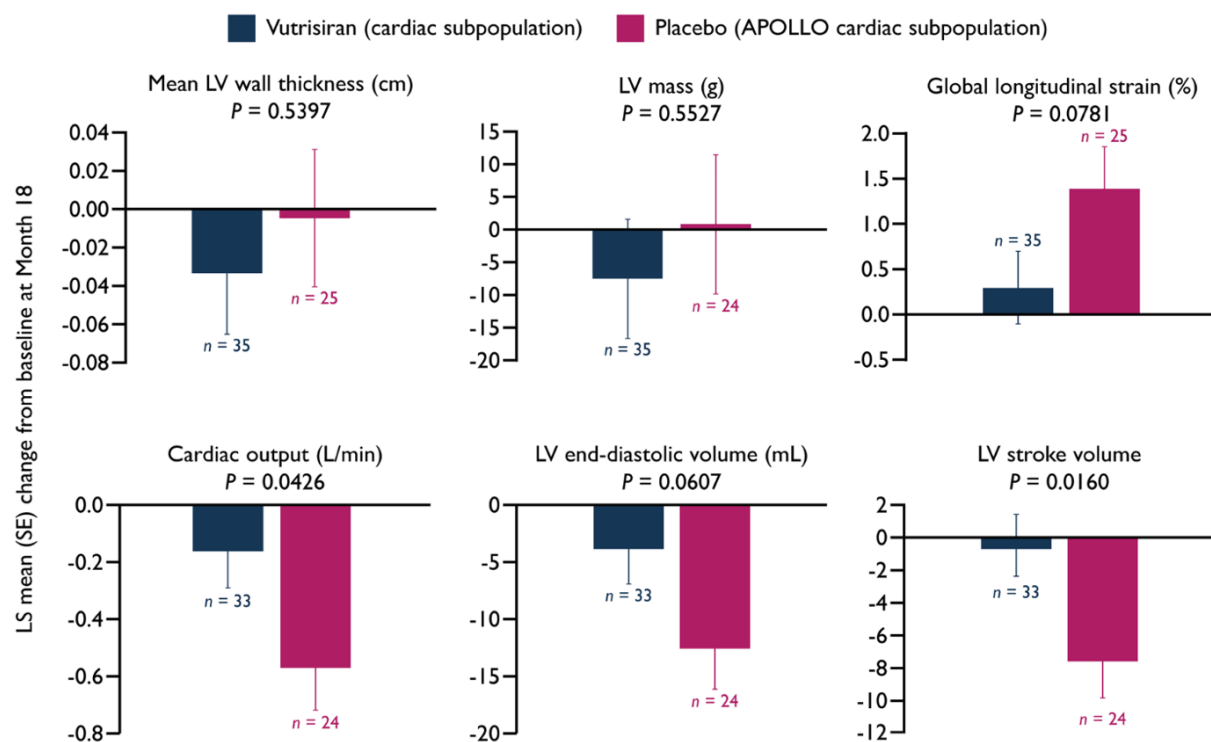 Vutrisiran (cardiac subpopulation) Placebo (APOLLO cardiac subpopulation)
LS mean (SE) change from baseline at Month 18
Mean LV wall thickness (cm)
P = 0.5397
0.04
0.02
0.00
-0.02
-0.04
-0.06
-0.08
n = 35
n = 25
LV mass (g)
P = 0.5527
15
10
5
0
-5
-10
-15
-20
n = 35
n = 24
Global longitudinal strain (%)
P = 0.0781
2.0
1.5
1.0
0.5
0.0
-0.5
n = 35
n = 25
Cardiac output (L/min)
P = 0.0426
0.0
-0.2
-0.4
-0.6
-0.8
n = 33
n = 24
LV end-diastolic volume (mL)
P = 0.0607
0
-5
-10
-15
-20
n = 33
n = 24
LV stroke volume
P = 0.0160
2
0
-2
-4
-6
-8
-10
-12
n = 33
n = 24